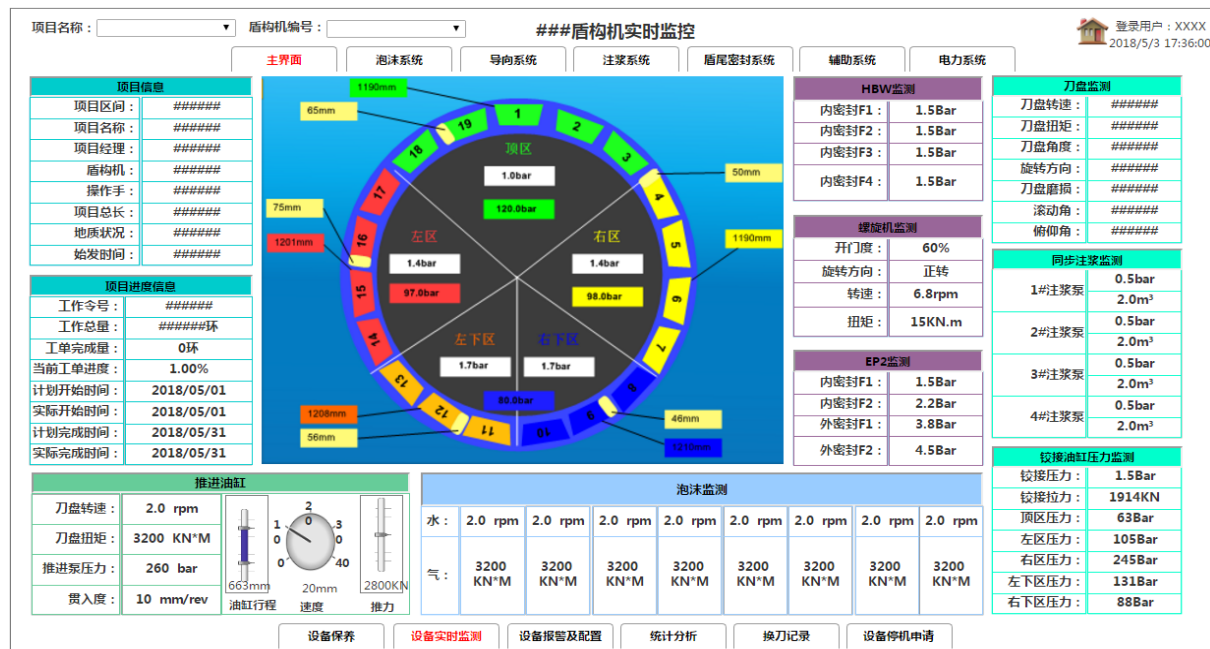 项目名称： 盾构机编号： ###盾构机实时监控 登录用户：XXXX
2018/5/3 17:36:00
主界面 泡沫系统 导向系统 注浆系统 盾尾密封系统 辅助系统 电力系统
项目信息
项目区间： ######
项目名称： ######
项目经理： ######
盾构机： ######
操作手： ######
项目总长： ######
地质状况： ######
始发时间： ######
项目进度信息
工作令号： ######
工作总量： ######环
工单完成量： 0环
当前工单进度： 1.00%
计划开始时间： 2018/05/01
实际开始时间： 2018/05/01
计划完成时间： 2018/05/31
实际完成时间： 2018/05/31
1190mm
65mm
75mm
1201mm
1208mm
56mm
50mm
1190mm
46mm
1210mm
1
2
3
4
5
6
7
8
9
10
11
12
13
14
15
16
17
18
19
顶区
1.0bar
120.0bar
左区
1.4bar
97.0bar
右区
1.4bar
98.0bar
左下区
1.7bar
右下区
1.7bar
80.0bar
HBW监测
内密封F1： 1.5Bar
内密封F2： 1.5Bar
内密封F3： 1.5Bar
内密封F4： 1.5Bar
螺旋机监测
开门度： 60%
旋转方向： 正转
转速： 6.8rpm
扭矩： 15KN.m
EP2监测
内密封F1： 1.5Bar
内密封F2： 2.2Bar
外密封F1： 3.8Bar
外密封F2： 4.5Bar
刀盘监测
刀盘转速： ######
刀盘扭矩： ######
刀盘角度： ######
旋转方向： ######
刀盘磨损： ######
滚动角： ######
俯仰角： ######
同步注浆监测
1#注浆泵 0.5bar
2.0m³
2#注浆泵 0.5bar
2.0m³
3#注浆泵 0.5bar
2.0m³
4#注浆泵 0.5bar
2.0m³
铰接油缸压力监测
铰接压力： 1.5Bar
铰接拉力： 1914KN
顶区压力： 63Bar
左区压力： 105Bar
右区压力： 245Bar
左下区压力： 131Bar
右下区压力： 88Bar
推进油缸
刀盘转速： 2.0 rpm
刀盘扭矩： 3200 KN*M
推进泵压力： 260 bar
贯入度： 10 mm/rev
663mm
油缸行程
0
1
0
2
0
3
0
40
20mm
速度
2800KN
推力
泡沫监测
水： 2.0 rpm 2.0 rpm 2.0 rpm 2.0 rpm 2.0 rpm 2.0 rpm 2.0 rpm 2.0 rpm
气： 3200 KN*M 3200 KN*M 3200 KN*M 3200 KN*M 3200 KN*M 3200 KN*M 3200 KN*M 3200 KN*M
设备保养 设备实时监测 设备报警及配置 统计分析 换刀记录 设备停机申请